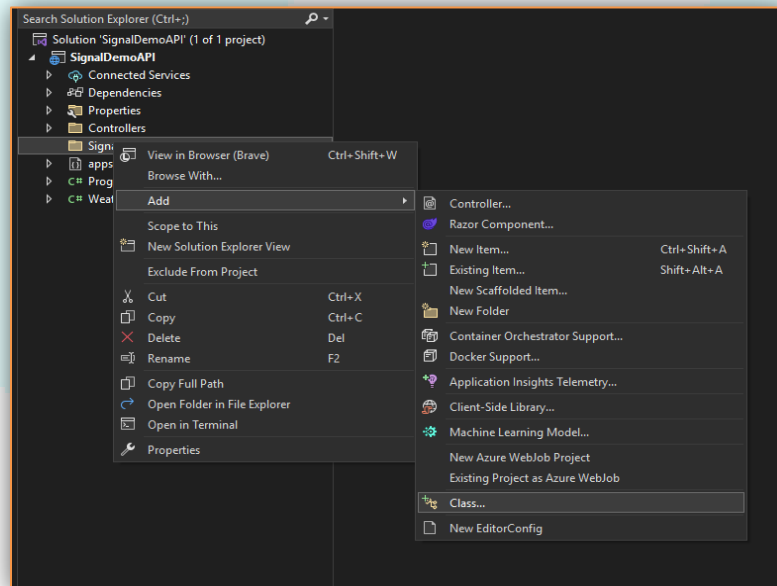 Search Solution Explorer (Ctrl+;)
Solution 'SignalDemoAPI' (1 of 1 project)
SignalDemoAPI
Connected Services
Dependencies
Properties
Controllers
Signa
apps
Prog
Weat
View in Browser (Brave) Ctrl+Shift+W
Browse With...
Add
Scope to This
New Solution Explorer View
Exclude From Project
Cut Ctrl+X
Copy Ctrl+C
Delete Del
Rename F2
Copy Full Path
Open Folder in File Explorer
Open in Terminal
Properties
Controller...
Razor Component...
New Item... Ctrl+Shift+A
Existing Item... Shift+Alt+A
New Scaffolded Item...
New Folder
Container Orchestrator Support...
Docker Support...
Application Insights Telemetry...
Client-Side Library...
Machine Learning Model...
New Azure WebJob Project
Existing Project as Azure WebJob
Class...
New EditorConfig